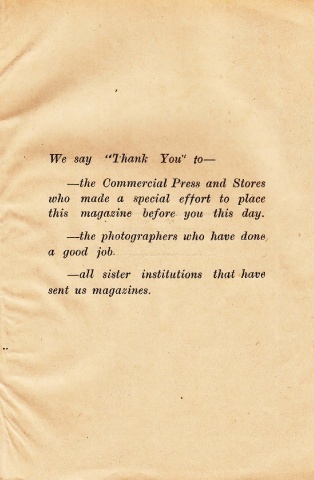 We say "Thank You" to—
—the Commercial Press and Stores
who made a special effort to place
this magazine before you this day.
—the photographers who have done
a good job.
—all sister institutions that have
sent us magazines.